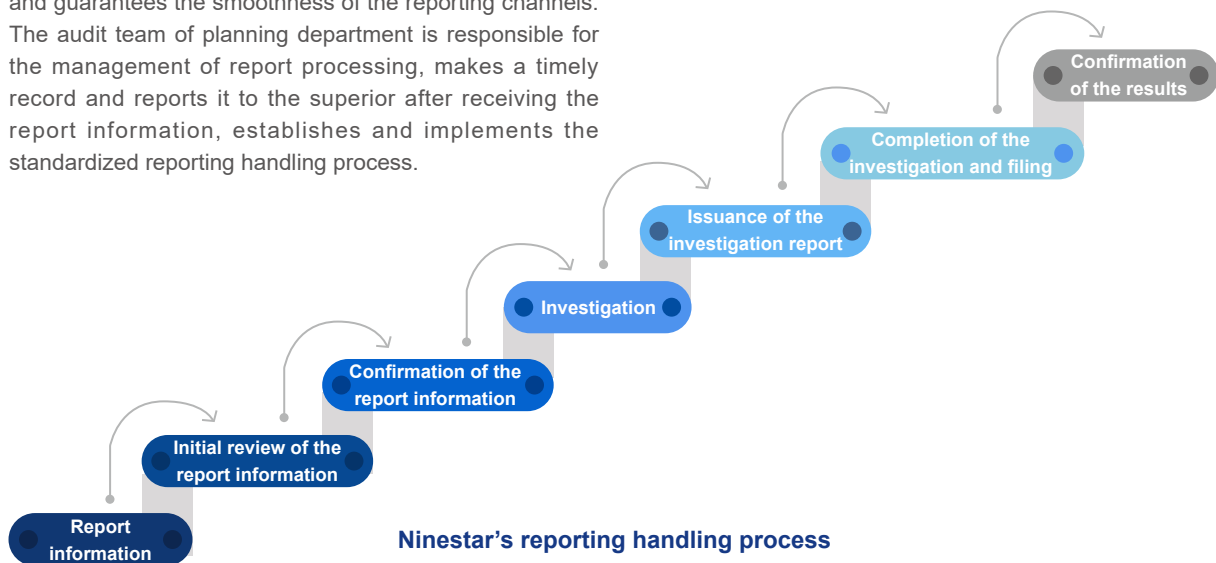 and guarantees the smoothness of the reporting channels.
The audit team of planning department is responsible for
the management of report processing, makes a timely
record and reports it to the superior after receiving the
report information, establishes and implements the
standardized reporting handling process.
Confirmation
of the results
Completion of the
investigation and filing
Issuance of the
investigation report
Investigation
Confirmation of the
report information
Initial review of the
report information
Report
information
Ninestar’s reporting handling process